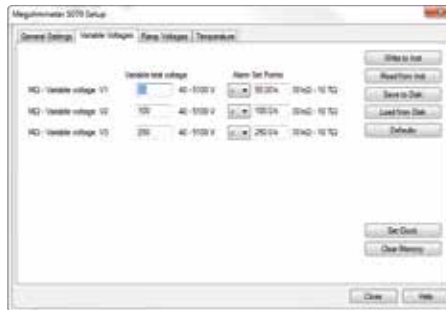 Megohmmeter 5070 Setup
General Settings Variable Voltages Ramp Voltages Temperature
Variable test voltage Alarm Set Points
MΩ - Variable voltage V1 40 - 5100 V
MΩ - Variable voltage V2 100 40 - 5100 V
MΩ - Variable voltage V3 250 40 - 5100 V
Write to Inst
Read from Inst
Save to Disk
Load from Disk
Defaults
Set Clock
Clear Memory
Close Help